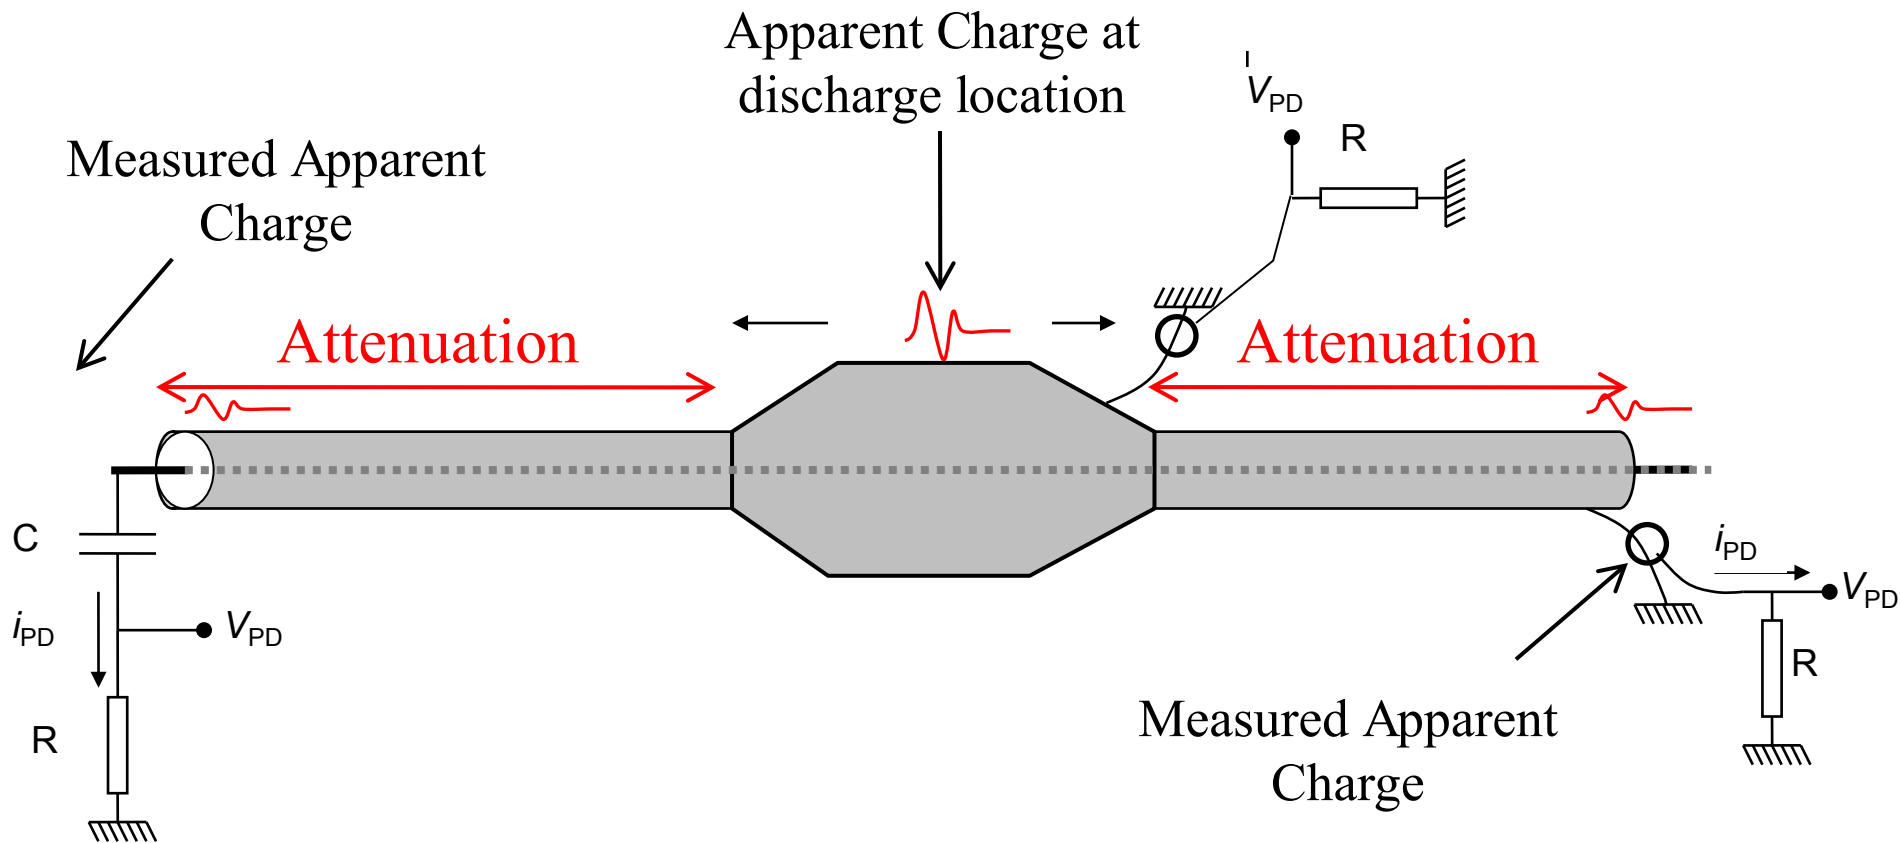 Apparent Charge at
discharge location
V_PD
R
Measured Apparent
Charge
Attenuation
Attenuation
C
i_PD
V_PD
R
i_PD
V_PD
R
Measured Apparent
Charge